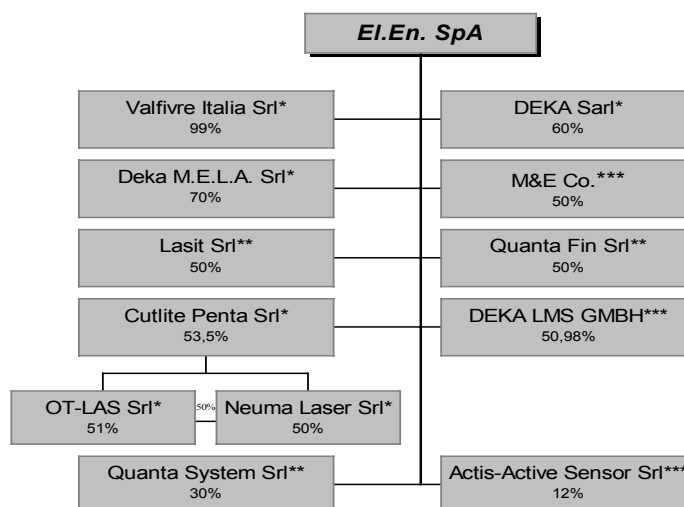 El.En. SpA
Valfivre Italia Srl*
99%
DEKA Sarl*
60%
Deka M.E.L.A. Srl*
70%
M&E Co.***
50%
Lasit Srl**
50%
Quanta Fin Srl**
50%
Cutlite Penta Srl*
53,5%
DEKA LMS GMBH***
50,98%
OT-LAS Srl*
51%
50%
Neuma Laser Srl*
50%
Quanta System Srl**
30%
Actis-Active Sensor Srl***
12%